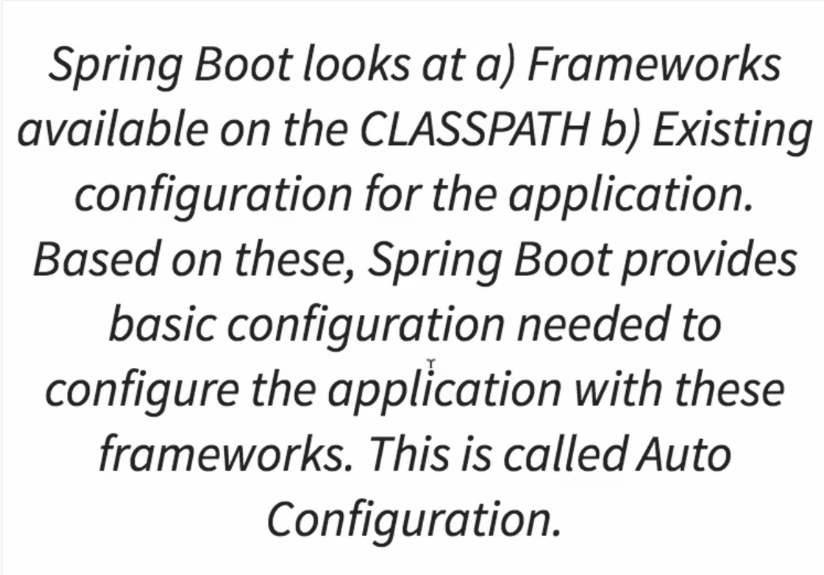 Spring Boot looks at a) Frameworks
available on the CLASSPATH b) Existing
configuration for the application.
Based on these, Spring Boot provides
basic configuration needed to
configure the application with these
frameworks. This is called Auto
Configuration.